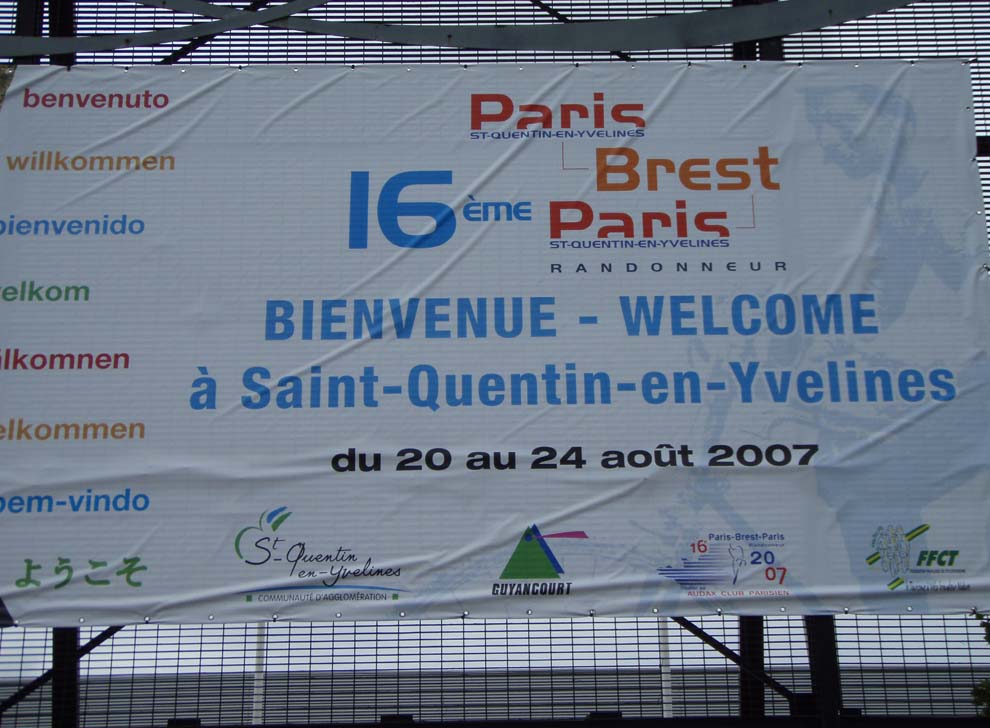 benvenuto
willkommen
bienvenido
elkom
lkomnen
elkommen
bem-vindo
ようこそ
Paris
ST-QUENTIN-EN-YVELINES
Brest
16ème
Paris
ST-QUENTIN-EN-YVELINES
RANDONNEUR
BIENVENUE - WELCOME
à Saint-Quentin-en-Yvelines
du 20 au 24 août 2007
St-Quentin
en-Yvelines
COMMUNAUTÉ D'AGGLOMÉRATION
GUYANCOURT
Paris-Brest-Paris
16
20
07
AUDAX CLUB PARISIEN
FFCT